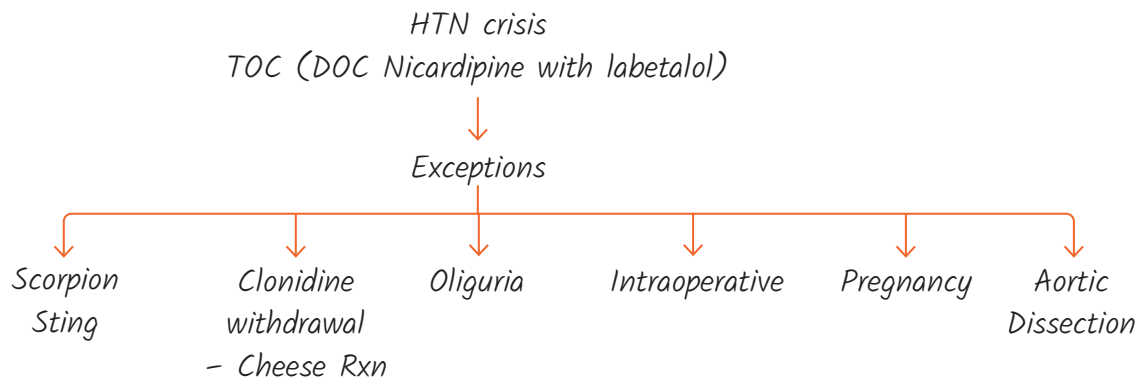 HTN crisis
TOC (DOC Nicardipine with labetalol)
Exceptions
Scorpion
Sting
Clonidine
withdrawal
– Cheese Rxn
Oliguria
Intraoperative
Pregnancy
Aortic
Dissection